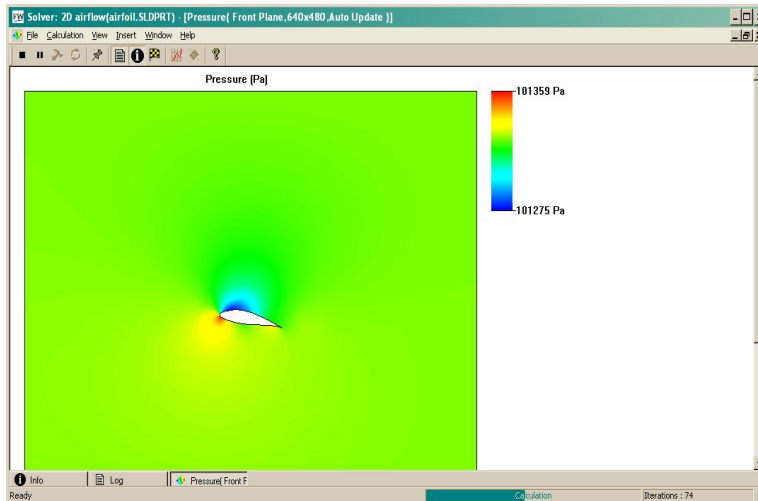 FW Solver: 2D airflow(airfoil.SLDPRT) - [Pressure( Front Plane,640x480,Auto Update )]
File Calculation View Insert Window Help
Pressure (Pa)
101359 Pa
101275 Pa
Info Log Pressure( Front F
Ready Calculation Iterations : 74